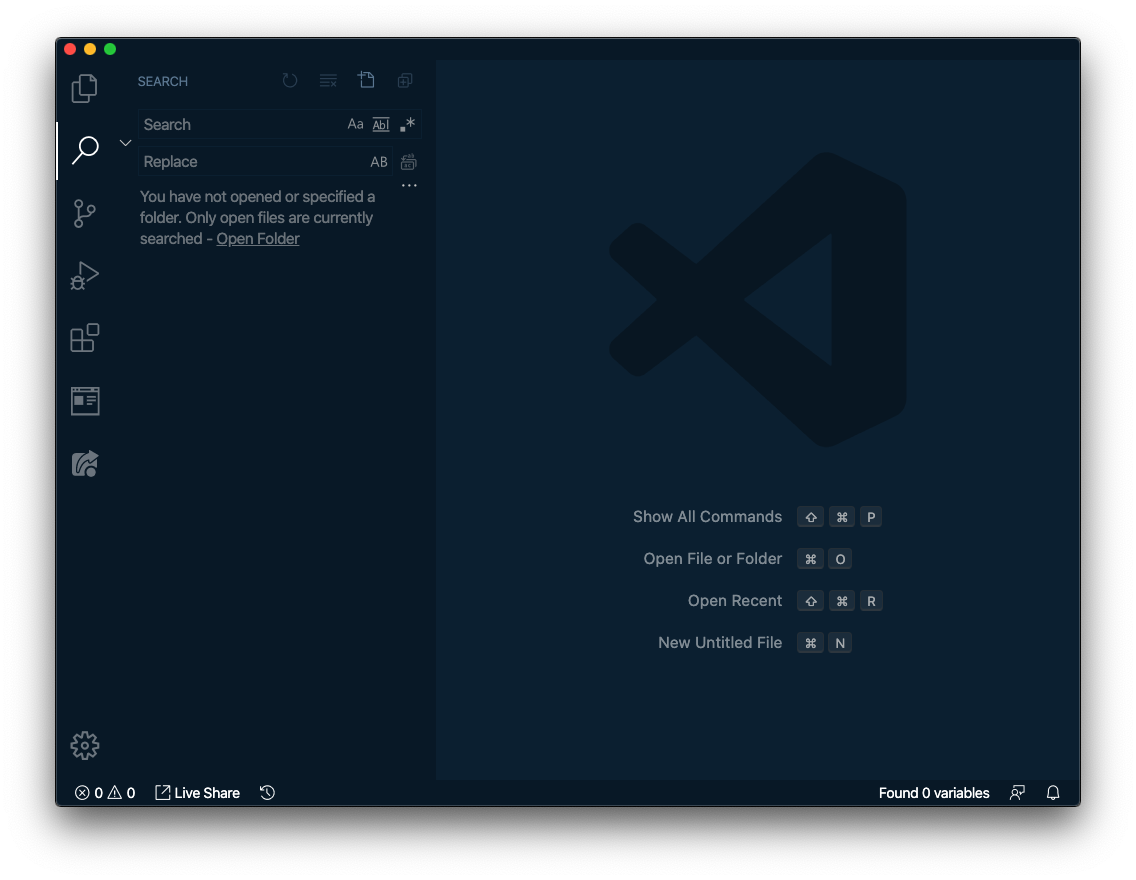 SEARCH
Search Aa Abl .*
Replace AB
You have not opened or specified a
folder. Only open files are currently
searched - Open Folder
Show All Commands ⇧ ⌘ P
Open File or Folder ⌘ O
Open Recent ⇧ ⌘ R
New Untitled File ⌘ N
0 0 Live Share Found 0 variables